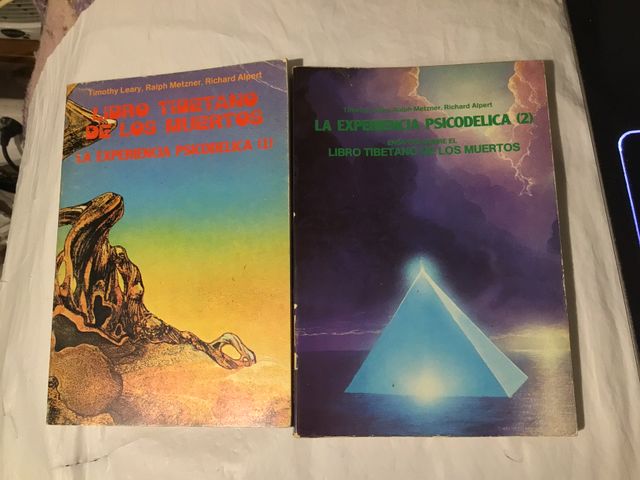 Timothy Leary, Ralph Metzner, Richard Alpert
LIBRO TIBETANO
DE LOS MUERTOS
LA EXPERIENCIA PSICODELICA (1)
Ralph Metzner, Richard Alpert
LA EXPERIENCIA PSICODELICA (2)
EL
LIBRO TIBETANO DE LOS MUERTOS